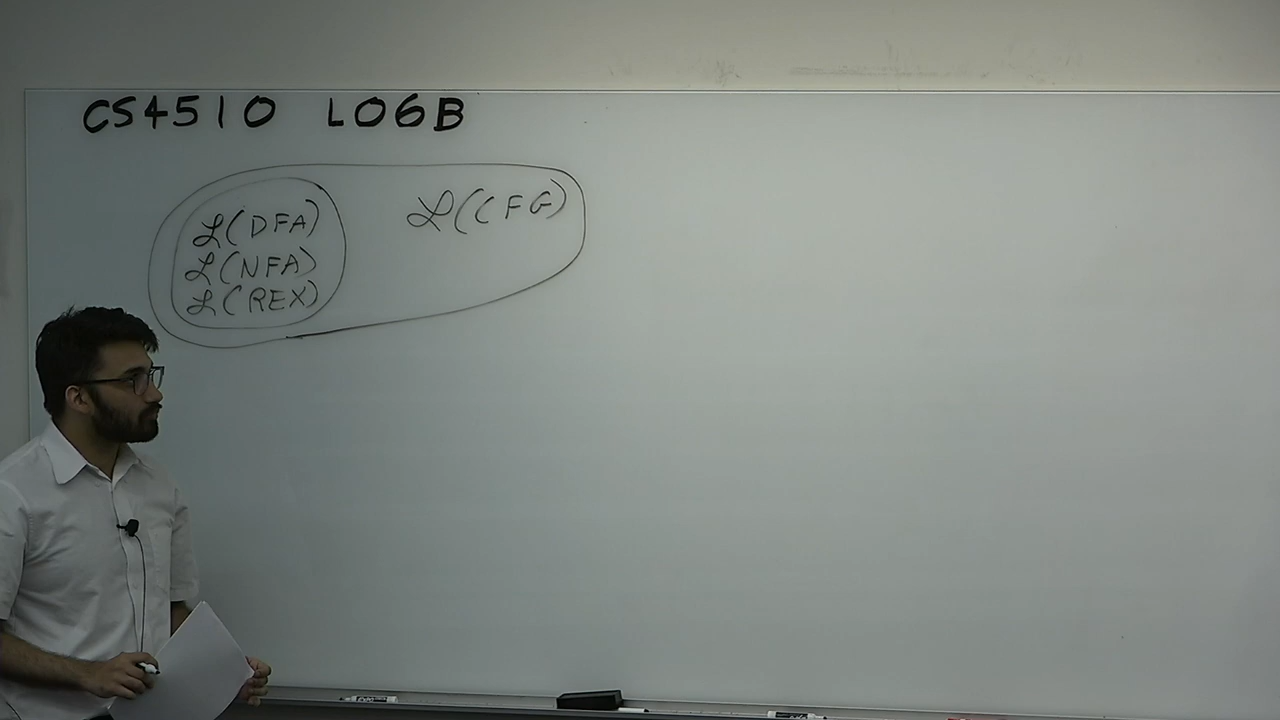 CS4510 L06B
ℒ(DFA)
ℒ(NFA)
ℒ(REX)
ℒ(CFG)